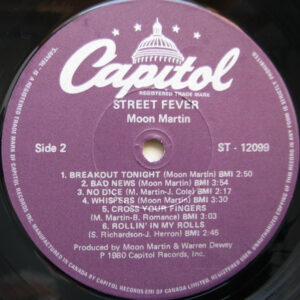 Capitol
REGISTERED TRADE MARK
STREET FEVER
Moon Martin
Side 2
ST - 12099
1. BREAKOUT TONIGHT (Moon Martin) BMI 2:50
2. BAD NEWS (Moon Martin) BMI 3:54
3. NO DICE (M. Martin-J. Cole) BMI 2:17
4. WHISPERS (Moon Martin) BMI 3:30
5. CROSS YOUR FINGERS
(M. Martin-B. Romance) BMI 3:03
6. ROLLIN' IN MY ROLLS
(S. Richardson-J. Herron) BMI 2:45
Produced by Moon Martin & Warren Dewey
℗ 1980 Capitol Records, Inc.